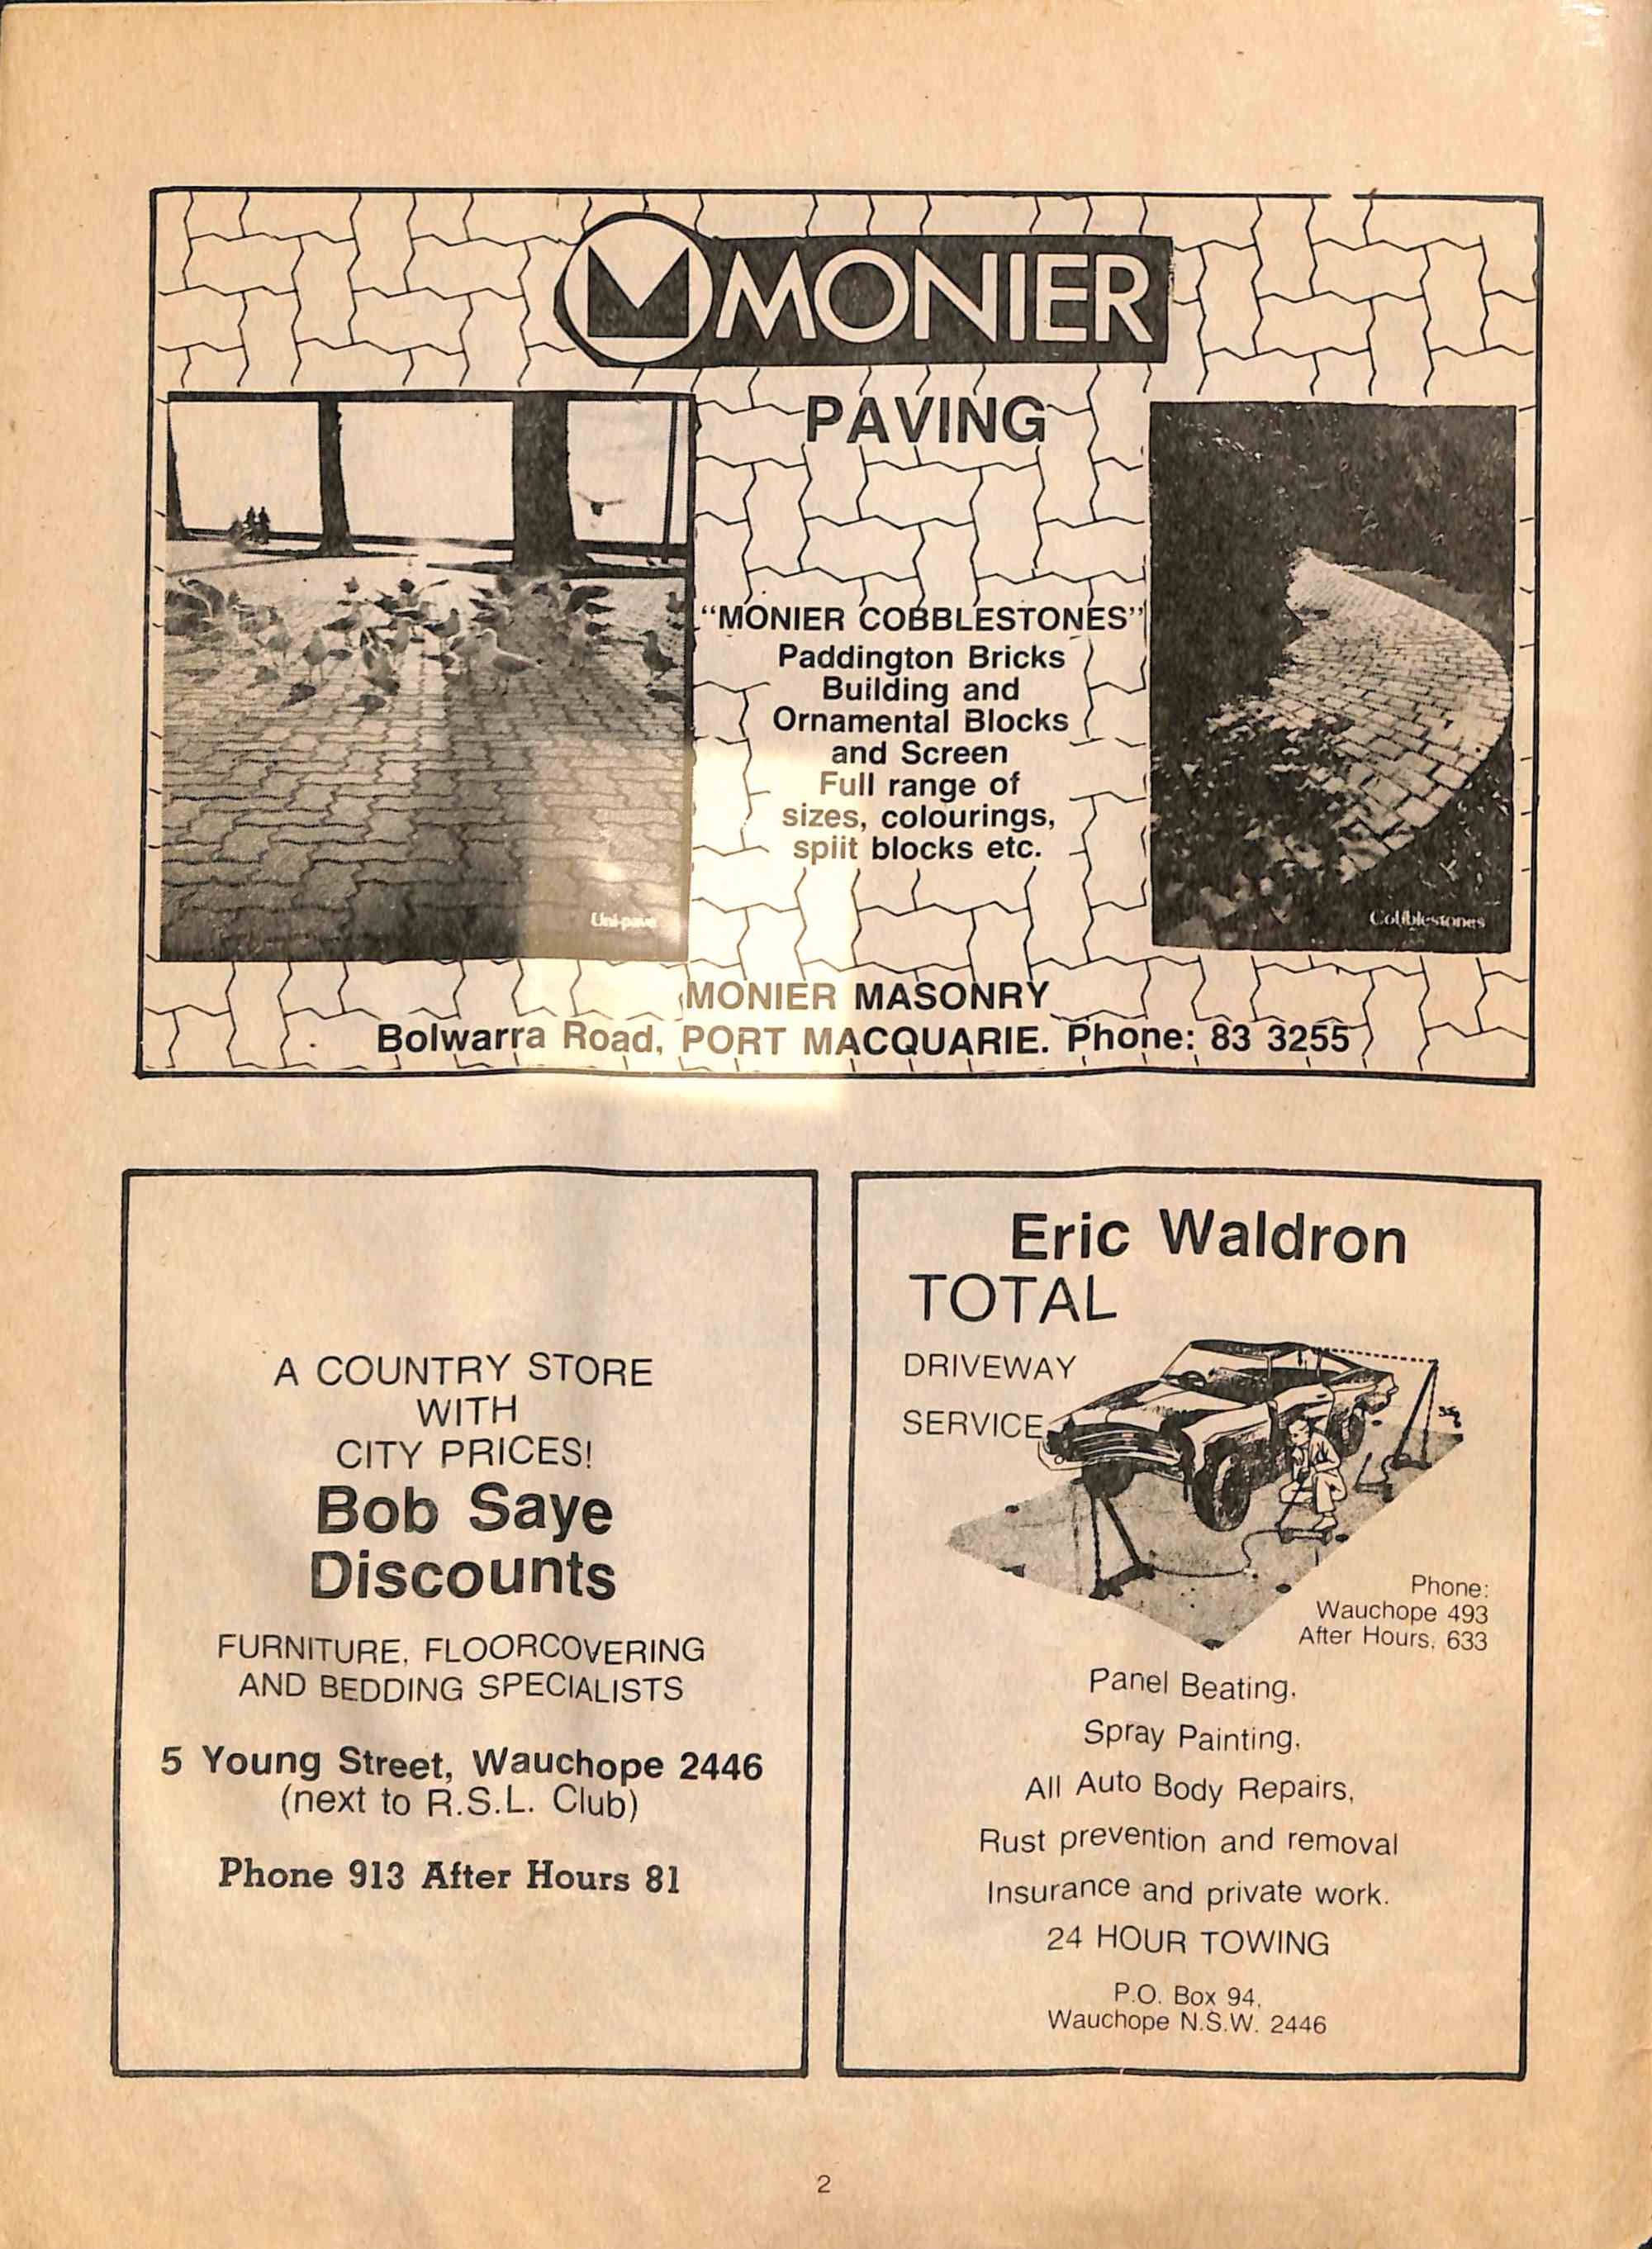 MONIER
PAVING
"MONIER COBBLESTONES"
Paddington Bricks
Building and
Ornamental Blocks
and Screen
Full range of
sizes, colourings,
spiit blocks etc.
Uni-pave
Cobblestones
MONIER MASONRY
Bolwarra Road, PORT MACQUARIE. Phone: 83 3255
A COUNTRY STORE
WITH
CITY PRICES!
Bob Saye
Discounts
FURNITURE, FLOORCOVERING
AND BEDDING SPECIALISTS
5 Young Street, Wauchope 2446
(next to R.S.L. Club)
Phone 913 After Hours 81
Eric Waldron
TOTAL
DRIVEWAY
SERVICE
Phone:
Wauchope 493
After Hours, 633
Panel Beating,
Spray Painting,
All Auto Body Repairs,
Rust prevention and removal
Insurance and private work.
24 HOUR TOWING
P.O. Box 94,
Wauchope N.S.W. 2446
2